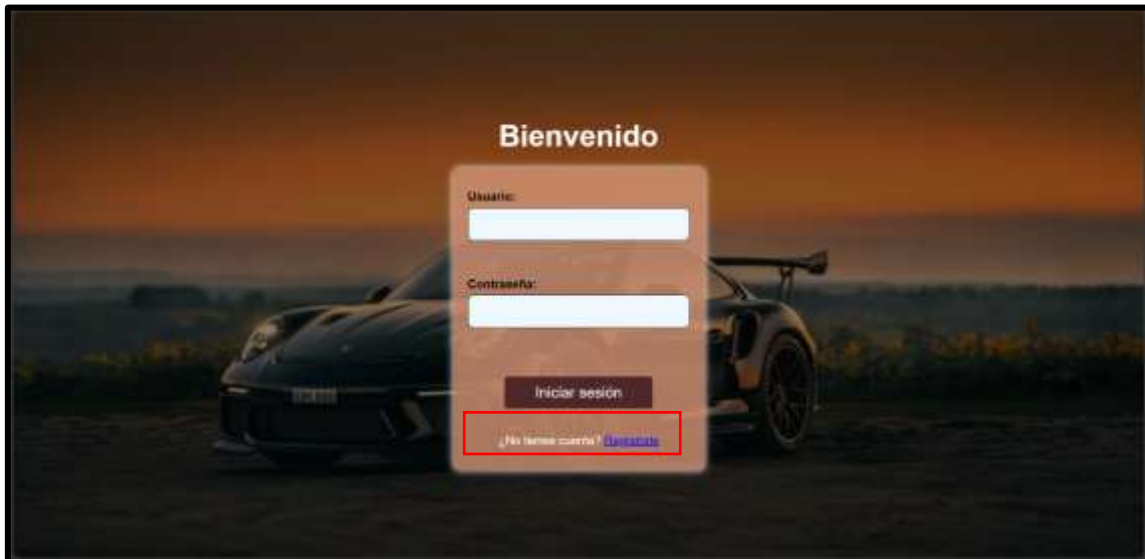 Bienvenido
Usuario:
Contraseña:
Iniciar sesión
¿No tienes cuenta? Regístrate